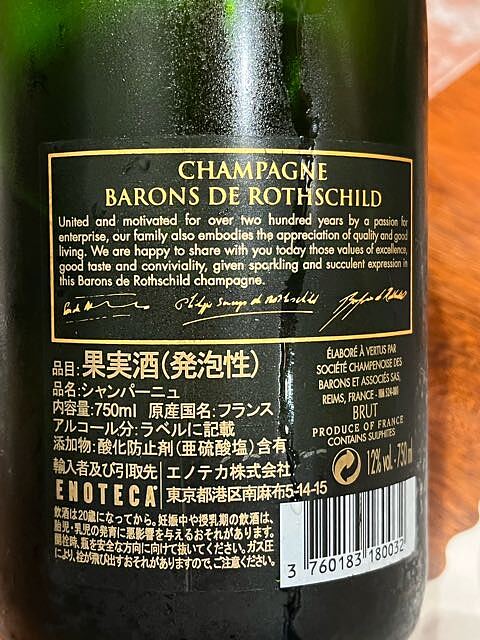 CHAMPAGNE
BARONS DE ROTHSCHILD
United and motivated for over two hundred years by a passion for
enterprise, our family also embodies the appreciation of quality and good
living. We are happy to share with you today those values of excellence,
good taste and conviviality, given sparkling and succulent expression in
this Barons de Rothschild champagne.
品目:果実酒(発泡性)
品名:シャンパーニュ
内容量:750ml 原産国名:フランス
アルコール分:ラベルに記載
添加物:酸化防止剤(亜硫酸塩)含有
輸入者及び引取先 エノテカ株式会社
ENOTECA 東京都港区南麻布5-14-15
飲酒は20歳になってから。妊娠中や授乳期の飲酒は、
胎児・乳児の発育に悪影響を与えるおそれがあります。
開栓時、瓶を安全な方向に向けて抜いてください。ガス圧
により、栓が飛び出すおそれがありますので、ご注意ください。
ÉLABORÉ À VERTUS PAR
SOCIÉTÉ CHAMPENOISE DES
BARONS ET ASSOCIÉS SAS,
REIMS, FRANCE -
BRUT
PRODUCE OF FRANCE
CONTAINS SULPHITES
12% vol - 750 ml
3 760183 180032